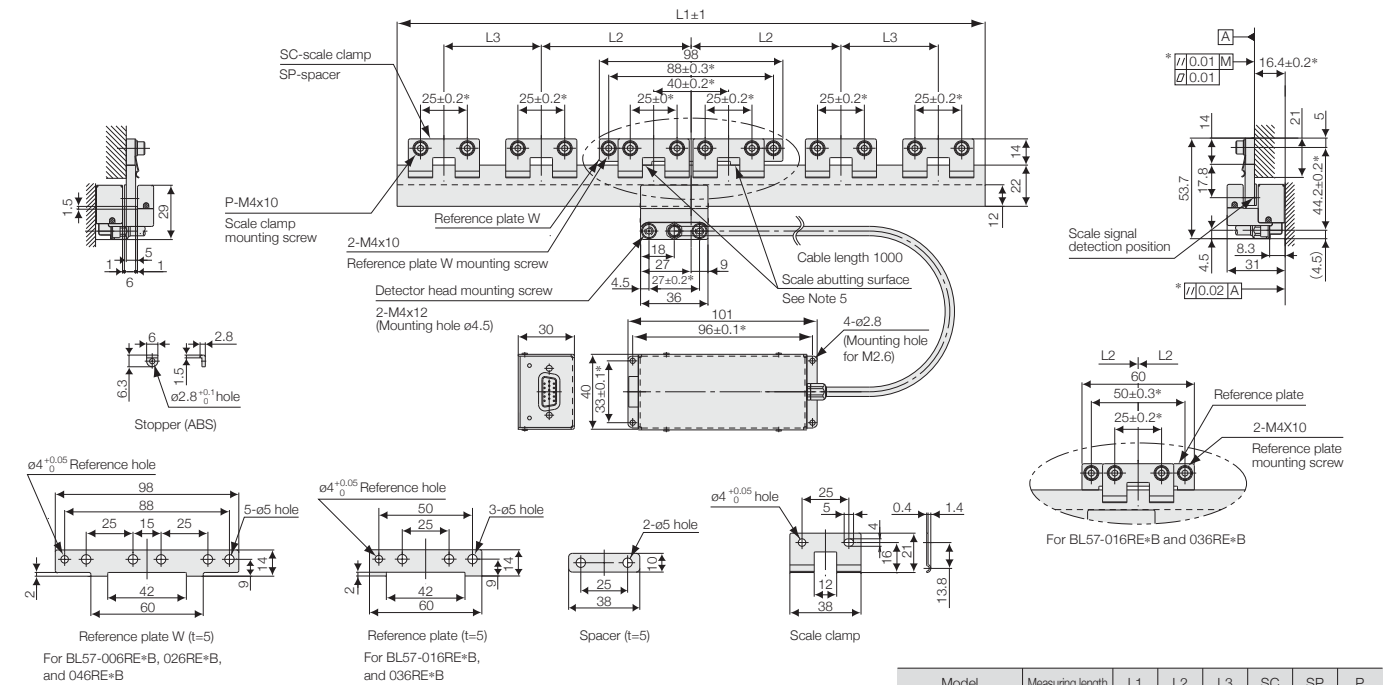 L1±1
L3 L2 L2 L3
98
88±0.3*
40±0.2*
25±0.2* 25±0.2* 25±0* 25±0.2* 25±0.2* 25±0.2*
SC-scale clamp
SP-spacer
14
22
12
P-M4x10
Scale clamp
mounting screw
Reference plate W
2-M4x10
Reference plate W mounting screw
Detector head mounting screw
2-M4x12
(Mounting hole ø4.5)
18
27
9
4.5
27±0.2*
36
Cable length 1000
Scale abutting surface
See Note 5
1.5
29
5
1
1
6
A
* // 0.01 M
⏥ 0.01
16.4±0.2*
14
21
5
53.7
17.8
44.2±0.2*
Scale signal
detection position
4.5
8.3
31
(4.5)
* // 0.02 A
6
2.8
6.3
1.5
ø2.8 +0.1 0 hole
Stopper (ABS)
30
101
96±0.1*
40
33±0.1*
4-ø2.8
(Mounting hole
for M2.6)
L2 L2
60
50±0.3*
25±0.2*
Reference plate
2-M4X10
Reference plate
mounting screw
For BL57-016RE*B and 036RE*B
ø4 +0.05 0 Reference hole
98
88
25 15 25
5-ø5 hole
14
9
2
42
60
Reference plate W (t=5)
For BL57-006RE*B, 026RE*B,
and 046RE*B
ø4 +0.05 0 Reference hole
50
25
3-ø5 hole
14
9
2
42
60
Reference plate (t=5)
For BL57-016RE*B,
and 036RE*B
2-ø5 hole
10
25
38
Spacer (t=5)
ø4 +0.05 0 hole
25
5
4
16
21
12
38
0.4
1.4
13.8
Scale clamp
Model Measuring length L1 L2 L3 SC SP P